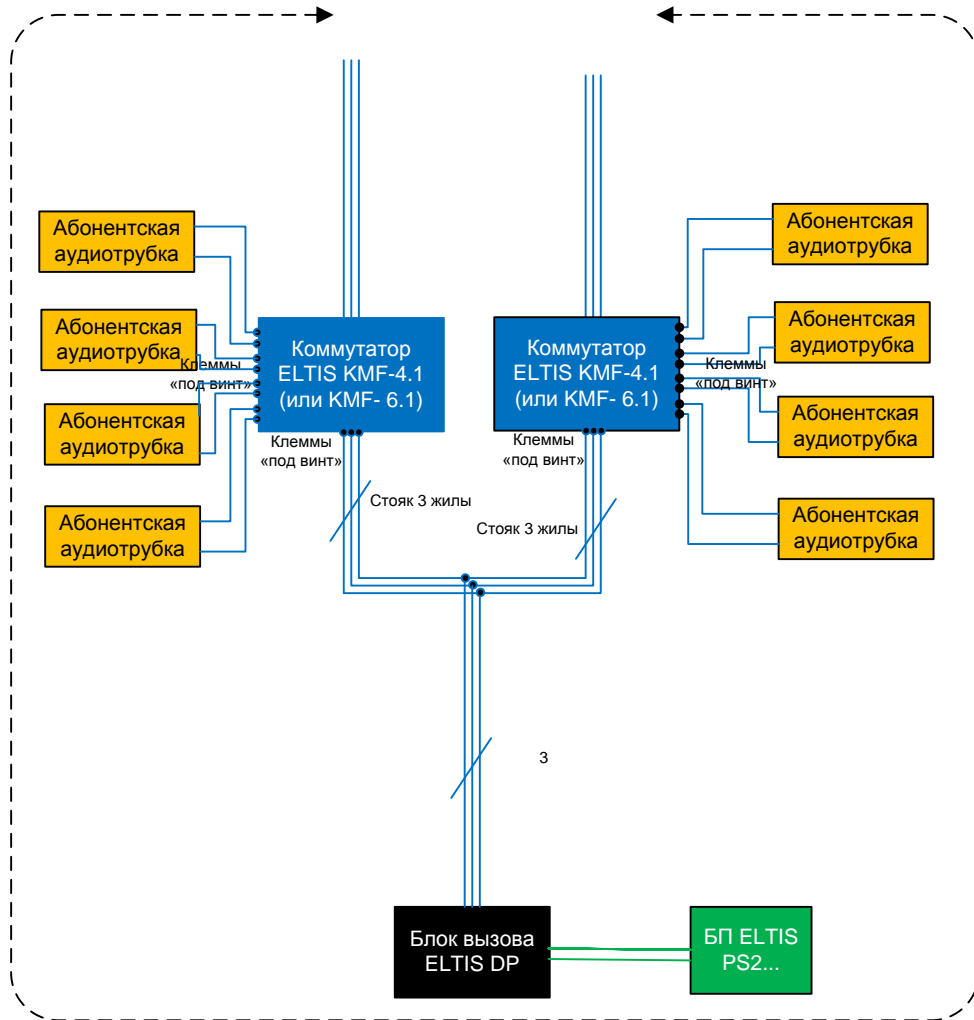 Абонентская
аудиотрубка
Абонентская
аудиотрубка
Абонентская
аудиотрубка
Абонентская
аудиотрубка
Клеммы
«под винт»
Коммутатор
ELTIS KMF-4.1
(или KMF- 6.1)
Клеммы
«под винт»
Стояк 3 жилы
Коммутатор
ELTIS KMF-4.1
(или KMF- 6.1)
Клеммы
«под винт»
Стояк 3 жилы
Клеммы
«под винт»
Абонентская
аудиотрубка
Абонентская
аудиотрубка
Абонентская
аудиотрубка
Абонентская
аудиотрубка
3
Блок вызова
ELTIS DP
БП ELTIS
PS2...